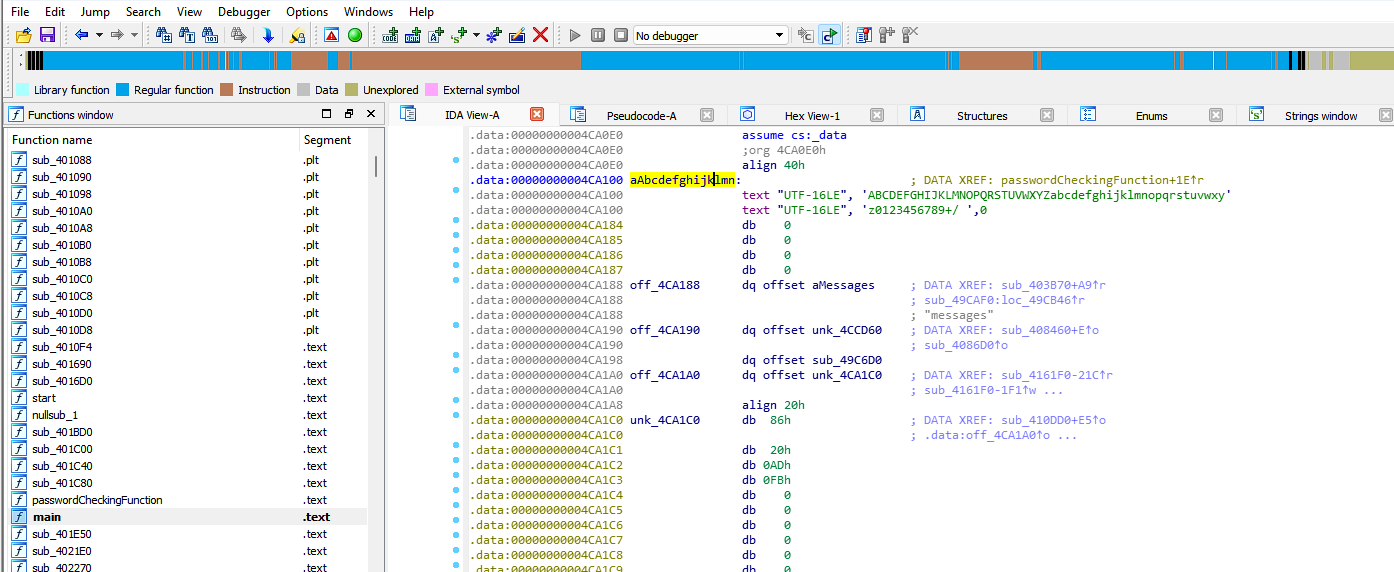 File Edit Jump Search View Debugger Options Windows Help
No debugger
Library function Regular function Instruction Data Unexplored External symbol
Functions window
IDA View-A Pseudocode-A Hex View-1 Structures Enums Strings window
Function name Segment
sub_401088 .plt
sub_401090 .plt
sub_401098 .plt
sub_4010A0 .plt
sub_4010A8 .plt
sub_4010B0 .plt
sub_4010B8 .plt
sub_4010C0 .plt
sub_4010C8 .plt
sub_4010D0 .plt
sub_4010D8 .plt
sub_4010F4 .text
sub_401690 .text
sub_4016D0 .text
start .text
nullsub_1 .text
sub_401BD0 .text
sub_401C00 .text
sub_401C40 .text
sub_401C80 .text
passwordCheckingFunction .text
main .text
sub_401E50 .text
sub_4021E0 .text
sub_402270 .text
.data:00000000004CA0E0 assume cs:_data
.data:00000000004CA0E0 ;org 4CA0E0h
.data:00000000004CA0E0 align 40h
.data:00000000004CA100 aAbcdefghijklmn: ; DATA XREF: passwordCheckingFunction+1E↑r
.data:00000000004CA100 text "UTF-16LE", 'ABCDEFGHIJKLMNOPQRSTUVWXYZabcdefghijklmnopqrstuvwxy'
.data:00000000004CA100 text "UTF-16LE", 'z0123456789+/ ',0
.data:00000000004CA184 db 0
.data:00000000004CA185 db 0
.data:00000000004CA186 db 0
.data:00000000004CA187 db 0
.data:00000000004CA188 off_4CA188 dq offset aMessages ; DATA XREF: sub_403B70+A9↑r
.data:00000000004CA188 ; sub_49CAF0:loc_49CB46↑r
.data:00000000004CA188 ; "messages"
.data:00000000004CA190 off_4CA190 dq offset unk_4CCD60 ; DATA XREF: sub_408460+E↑o
.data:00000000004CA190 ; sub_4086D0↑o
.data:00000000004CA198 dq offset sub_49C6D0
.data:00000000004CA1A0 off_4CA1A0 dq offset unk_4CA1C0 ; DATA XREF: sub_4161F0-21C↑r
.data:00000000004CA1A0 ; sub_4161F0-1F1↑w ...
.data:00000000004CA1A8 align 20h
.data:00000000004CA1C0 unk_4CA1C0 db 86h ; DATA XREF: sub_410DD0+E5↑o
.data:00000000004CA1C0 ; .data:off_4CA1A0↑o ...
.data:00000000004CA1C1 db 20h
.data:00000000004CA1C2 db 0ADh
.data:00000000004CA1C3 db 0FBh
.data:00000000004CA1C4 db 0
.data:00000000004CA1C5 db 0
.data:00000000004CA1C6 db 0
.data:00000000004CA1C7 db 0
.data:00000000004CA1C8 db 0
.data:00000000004CA1C9 db 0